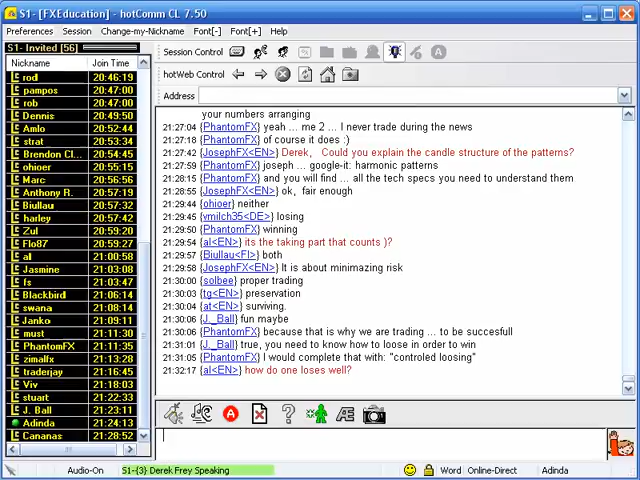 S1- [FXEducation] - hotComm CL 7.50
Preferences Session Change-my-Nickname Font[-] Font[+] Help
S1- Invited [56]
Nickname Join Time
rod 20:46:19
pampos 20:47:00
rob 20:47:00
Dennis 20:49:50
Amlo 20:52:44
strat 20:53:34
Brendon Cl... 20:54:45
ohioer 20:55:15
Marc 20:56:56
Anthony R. 20:57:19
Biullau 20:57:32
harley 20:57:42
Zul 20:59:20
Flo87 20:59:27
al 21:00:58
Jasmine 21:03:08
fs 21:03:47
Blackbird 21:06:14
swana 21:08:14
Janko 21:09:11
must 21:11:30
PhantomFX 21:11:35
zimalfx 21:13:28
traderjay 21:16:45
Viv 21:18:03
stuart 21:22:33
J. Ball 21:23:11
Adinda 21:24:13
Cananas 21:28:52
Session Control
hotWeb Control
Address
your numbers arranging
21:27:04 {PhantomFX} yeah ... me 2 ... I never trade during the news
21:27:18 {PhantomFX} of course it does :)
21:27:42 {JosephFX<EN>} Derek, Could you explain the candle structure of the patterns?
21:27:59 {PhantomFX} joseph ... google-it: harmonic patterns
21:28:15 {PhantomFX} and you will find ... all the tech specs you need to understand them
21:28:55 {JosephFX<EN>} ok, fair enough
21:29:44 {ohioer} neither
21:29:45 {vmilch35<DE>} losing
21:29:50 {PhantomFX} winning
21:29:54 {al<EN>} its the taking part that counts )?
21:29:57 {Biullau<FI>} both
21:29:58 {JosephFX<EN>} It is about minimazing risk
21:29:58 {solbee} proper trading
21:30:00 {tg<EN>} preservation
21:30:03 {at<EN>} surviving.
21:30:06 {J._Ball} fun maybe
21:30:06 {PhantomFX} because that is why we are trading ... to be succesfull
21:31:01 {J._Ball} true, you need to know how to loose in order to win
21:31:05 {PhantomFX} I would complete that with: "controled loosing"
21:32:17 {al<EN>} how do one loses well?
Audio-On S1-{3} Derek Frey Speaking Word Online-Direct Adinda